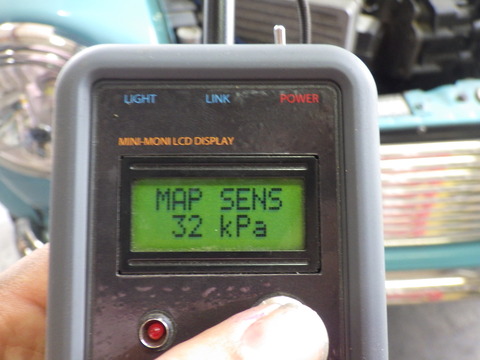 LIGHT LINK POWER
MINI-MONI LCD DISPLAY
MAP SENS
32 kPa